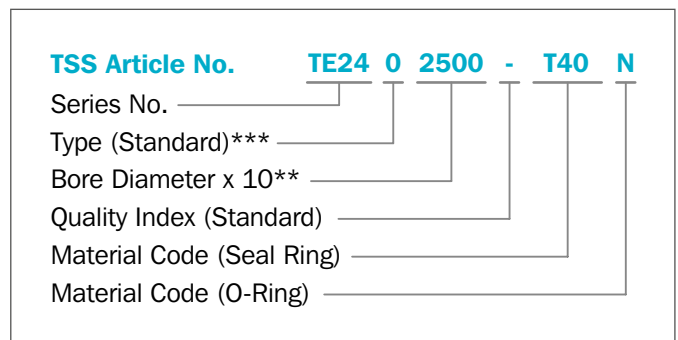 TSS Article No. TE24 0 2500 - T40 N
Series No.
Type (Standard)***
Bore Diameter x 10**
Quality Index (Standard)
Material Code (Seal Ring)
Material Code (O-Ring)